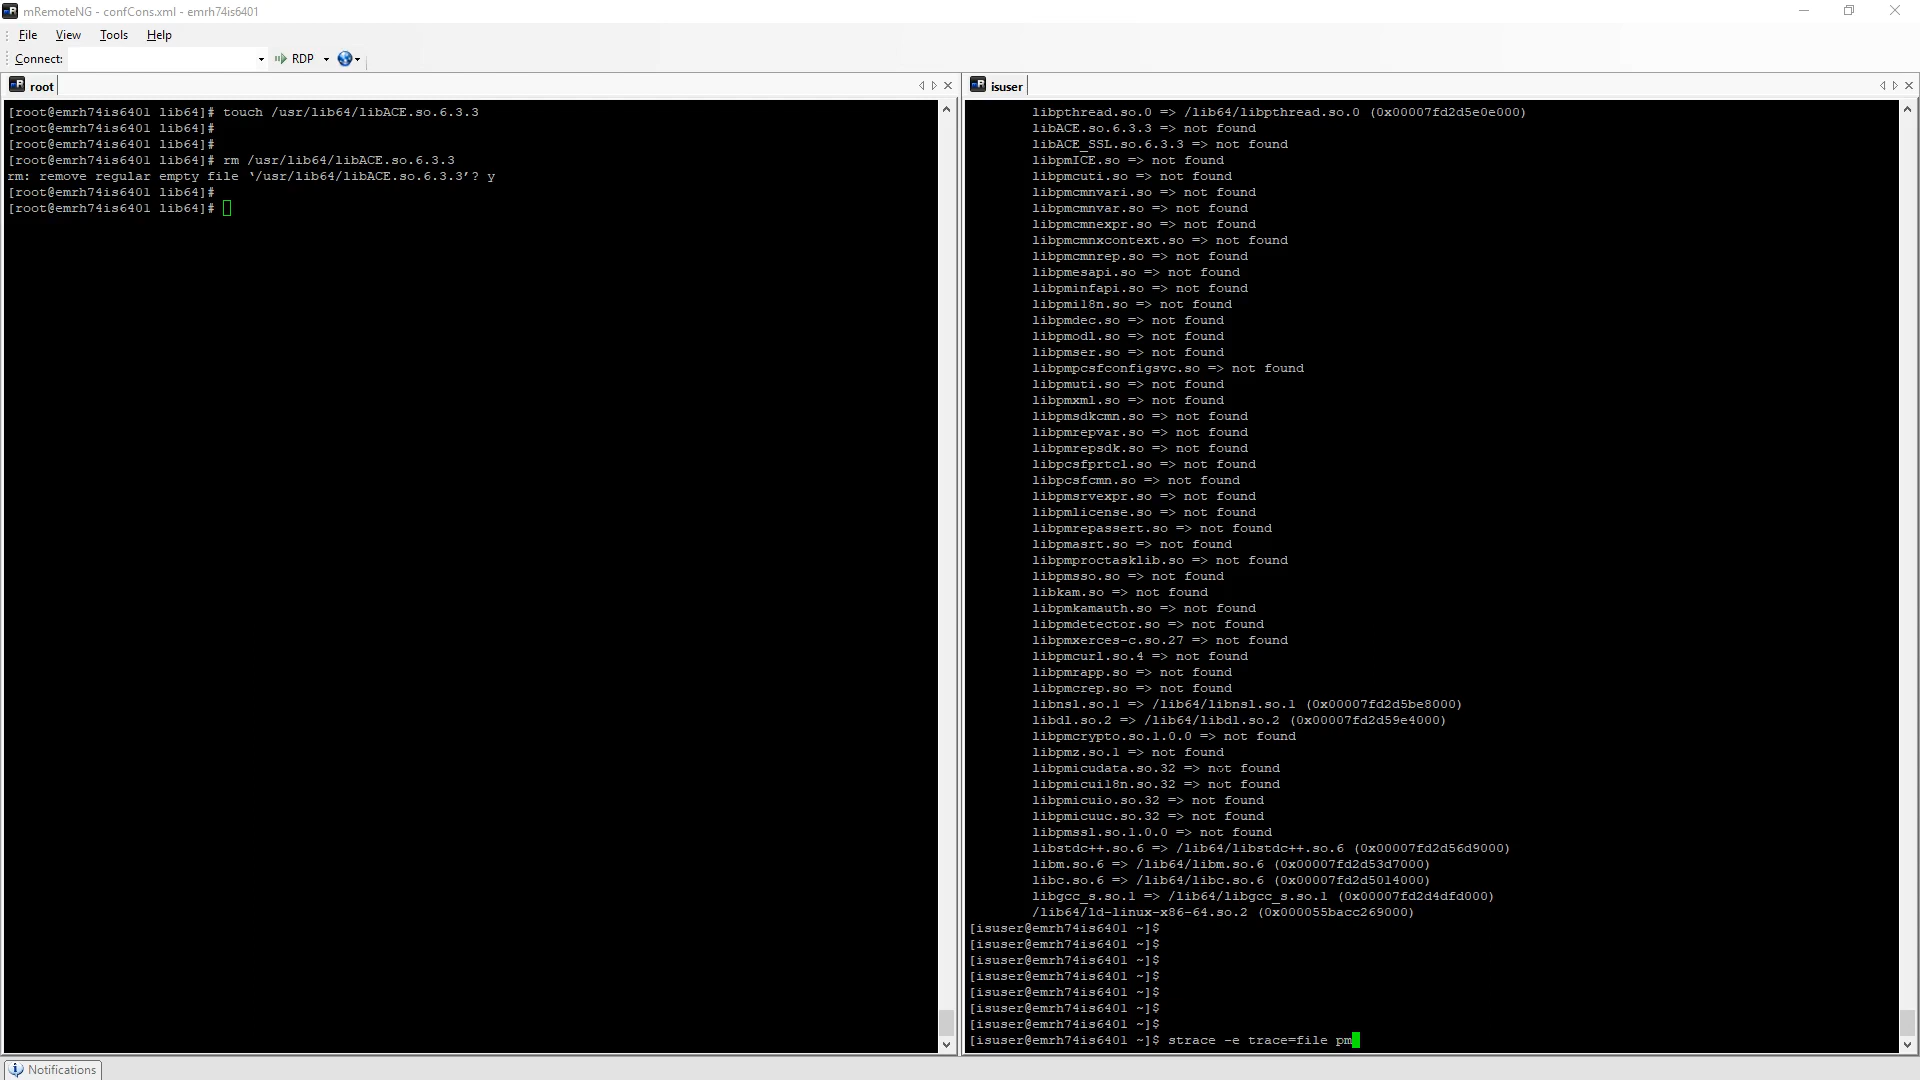 mRemoteNG - confCons.xml - emrh74is6401
File View Tools Help
Connect: RDP
root
[root@emrh74is6401 lib64]# touch /usr/lib64/libACE.so.6.3.3
[root@emrh74is6401 lib64]#
[root@emrh74is6401 lib64]#
[root@emrh74is6401 lib64]# rm /usr/lib64/libACE.so.6.3.3
rm: remove regular empty file ‘/usr/lib64/libACE.so.6.3.3’? y
[root@emrh74is6401 lib64]#
[root@emrh74is6401 lib64]#
isuser
libpthread.so.0 => /lib64/libpthread.so.0 (0x00007fd2d5e0e000)
libACE.so.6.3.3 => not found
libACE_SSL.so.6.3.3 => not found
libpmICE.so => not found
libpmcuti.so => not found
libpmcmnvari.so => not found
libpmcmnvar.so => not found
libpmcmnexpr.so => not found
libpmcmnxcontext.so => not found
libpmcmnrep.so => not found
libpmesapi.so => not found
libpminfapi.so => not found
libpmi18n.so => not found
libpmdec.so => not found
libpmodl.so => not found
libpmser.so => not found
libpmpcsfconfigsvc.so => not found
libpmuti.so => not found
libpmxml.so => not found
libpmsdkcmn.so => not found
libpmrepvar.so => not found
libpmrepsdk.so => not found
libpcsfprtcl.so => not found
libpcsfcmn.so => not found
libpmsrvexpr.so => not found
libpmlicense.so => not found
libpmrepassert.so => not found
libpmasrt.so => not found
libpmproctasklib.so => not found
libpmsso.so => not found
libkam.so => not found
libpmkamauth.so => not found
libpmdetector.so => not found
libpmxerces-c.so.27 => not found
libpmcurl.so.4 => not found
libpmrapp.so => not found
libpmcrep.so => not found
libnsl.so.1 => /lib64/libnsl.so.1 (0x00007fd2d5be8000)
libdl.so.2 => /lib64/libdl.so.2 (0x00007fd2d59e4000)
libpmcrypto.so.1.0.0 => not found
libpmz.so.1 => not found
libpmicudata.so.32 => not found
libpmicui18n.so.32 => not found
libpmicuio.so.32 => not found
libpmicuuc.so.32 => not found
libpmssl.so.1.0.0 => not found
libstdc++.so.6 => /lib64/libstdc++.so.6 (0x00007fd2d56d9000)
libm.so.6 => /lib64/libm.so.6 (0x00007fd2d53d7000)
libc.so.6 => /lib64/libc.so.6 (0x00007fd2d5014000)
libgcc_s.so.1 => /lib64/libgcc_s.so.1 (0x00007fd2d4dfd000)
/lib64/ld-linux-x86-64.so.2 (0x000055bacc269000)
[isuser@emrh74is6401 ~]$
[isuser@emrh74is6401 ~]$
[isuser@emrh74is6401 ~]$
[isuser@emrh74is6401 ~]$
[isuser@emrh74is6401 ~]$
[isuser@emrh74is6401 ~]$
[isuser@emrh74is6401 ~]$
[isuser@emrh74is6401 ~]$ strace -e trace=file pm
Notifications